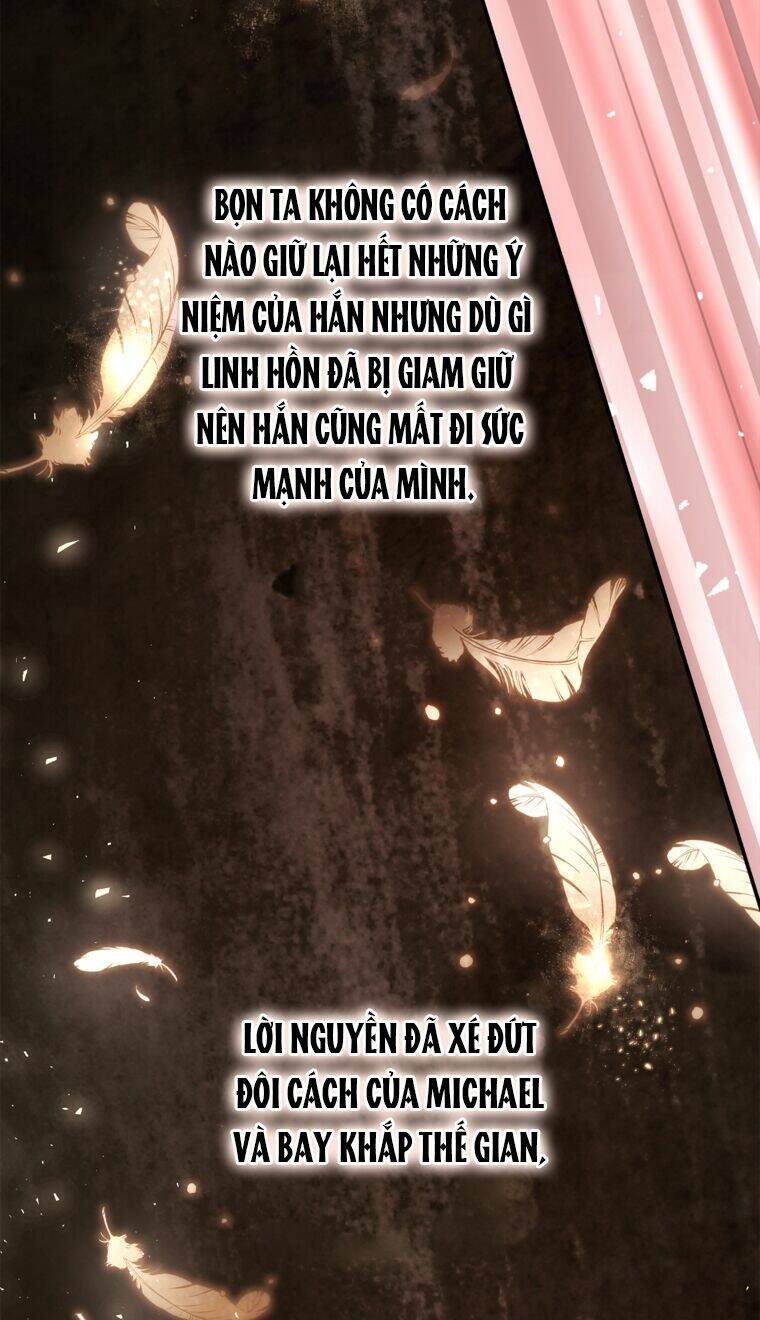 BỌN TA KHÔNG CÓ CÁCH
NÀO GIỮ LẠI HẾT NHỮNG Ý
NIỆM CỦA HẮN NHƯNG DÙ GÌ
LINH HỒN ĐÃ BỊ GIAM GIỮ
NÊN HẮN CŨNG MẤT ĐI SỨC
MẠNH CỦA MÌNH.
LỜI NGUYỀN ĐÃ XÉ ĐỨT
ĐÔI CÁCH CỦA MICHAEL
VÀ BAY KHẮP THẾ GIAN,